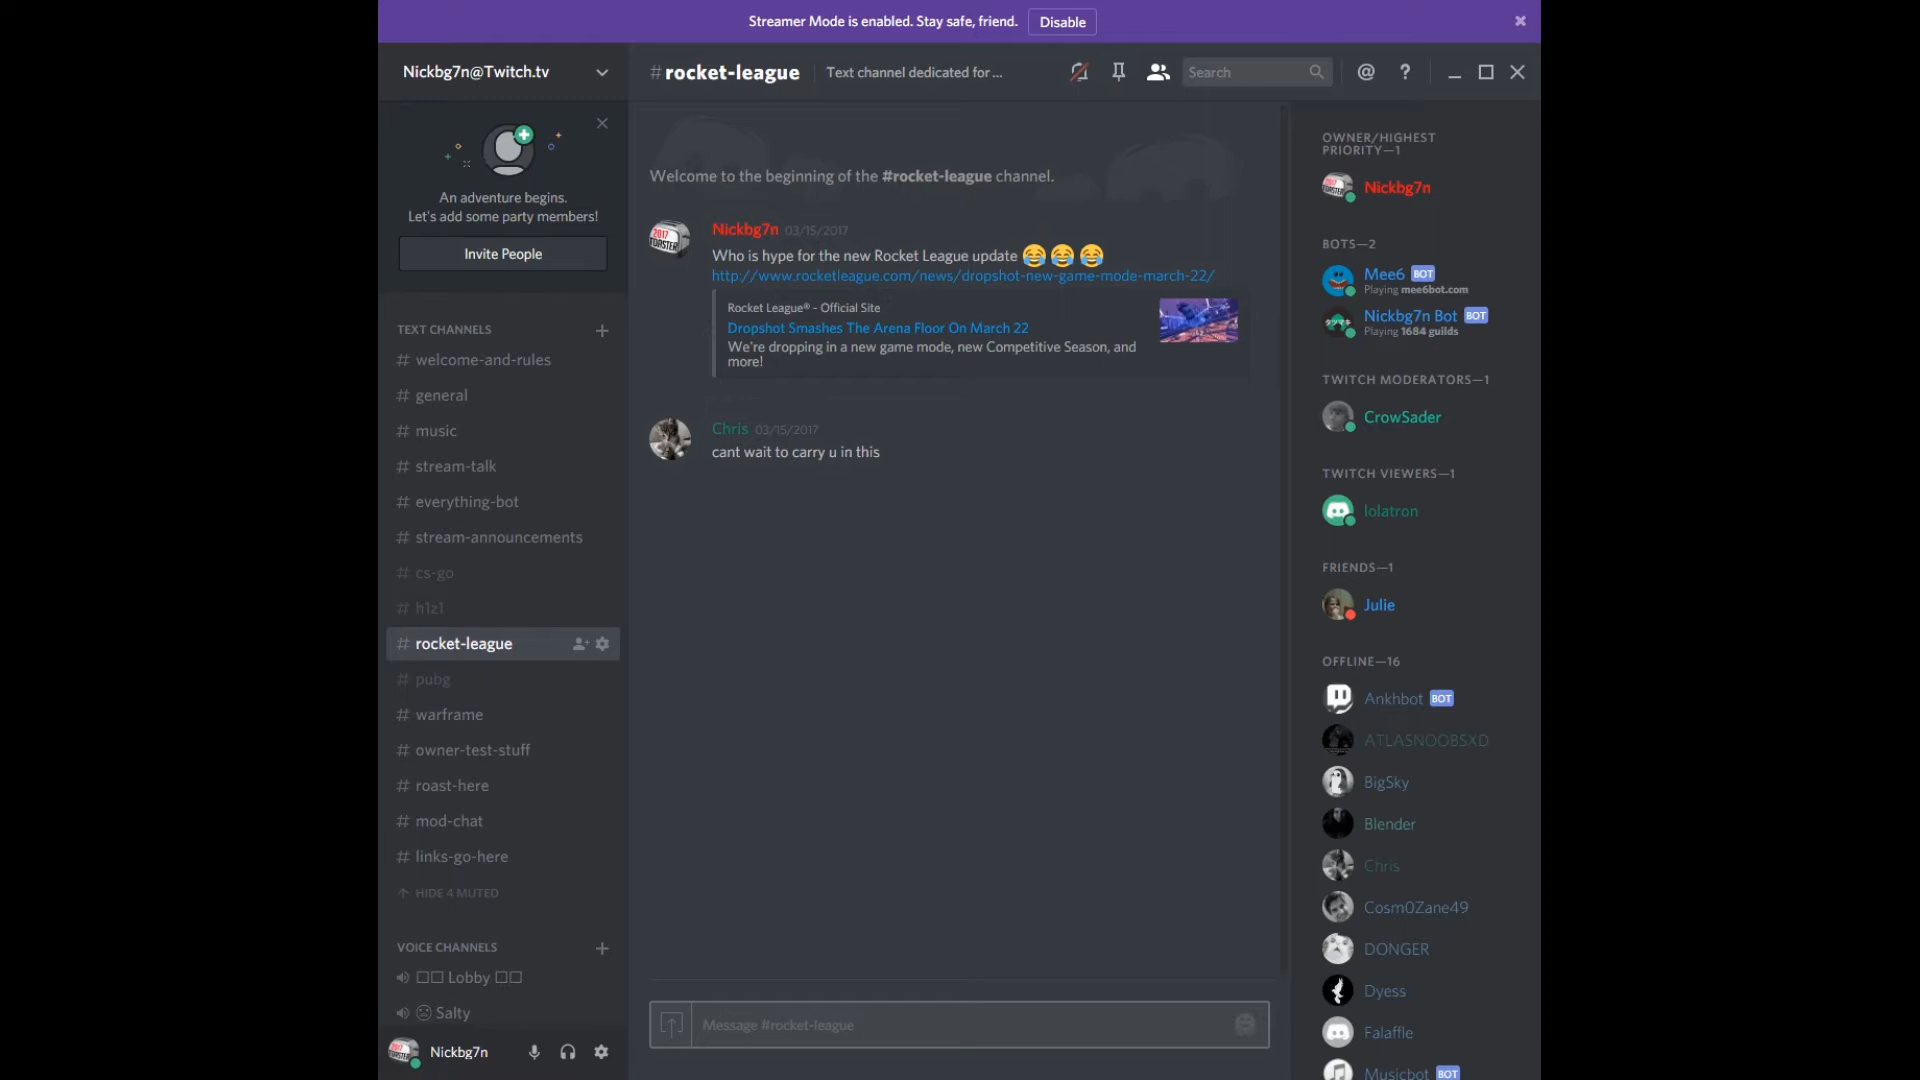 Streamer Mode is enabled. Stay safe, friend. Disable
Nickbg7n@Twitch.tv
#rocket-league
Text channel dedicated for ...
Search
An adventure begins.
Let's add some party members!
Invite People
TEXT CHANNELS
# welcome-and-rules
# general
# music
# stream-talk
# everything-bot
# stream-announcements
# cs-go
# h1z1
# rocket-league
# pubg
# warframe
# owner-test-stuff
# roast-here
# mod-chat
# links-go-here
HIDE 4 MUTED
VOICE CHANNELS
Lobby
Salty
Nickbg7n
Welcome to the beginning of the #rocket-league channel.
Nickbg7n 03/15/2017
Who is hype for the new Rocket League update 😂 😂 😂
http://www.rocketleague.com/news/dropshot-new-game-mode-march-22/
Rocket League® - Official Site
Dropshot Smashes The Arena Floor On March 22
We're dropping in a new game mode, new Competitive Season, and
more!
Chris 03/15/2017
cant wait to carry u in this
Message #rocket-league
OWNER/HIGHEST
PRIORITY—1
Nickbg7n
BOTS—2
Mee6 BOT
Playing mee6bot.com
Nickbg7n Bot BOT
Playing 1684 guilds
TWITCH MODERATORS—1
CrowSader
TWITCH VIEWERS—1
lolatron
FRIENDS—1
Julie
OFFLINE—16
Ankhbot BOT
ATLASNOOBSXD
BigSky
Blender
Chris
Cosm0Zane49
DONGER
Dyess
Falaffle
Musicbot BOT